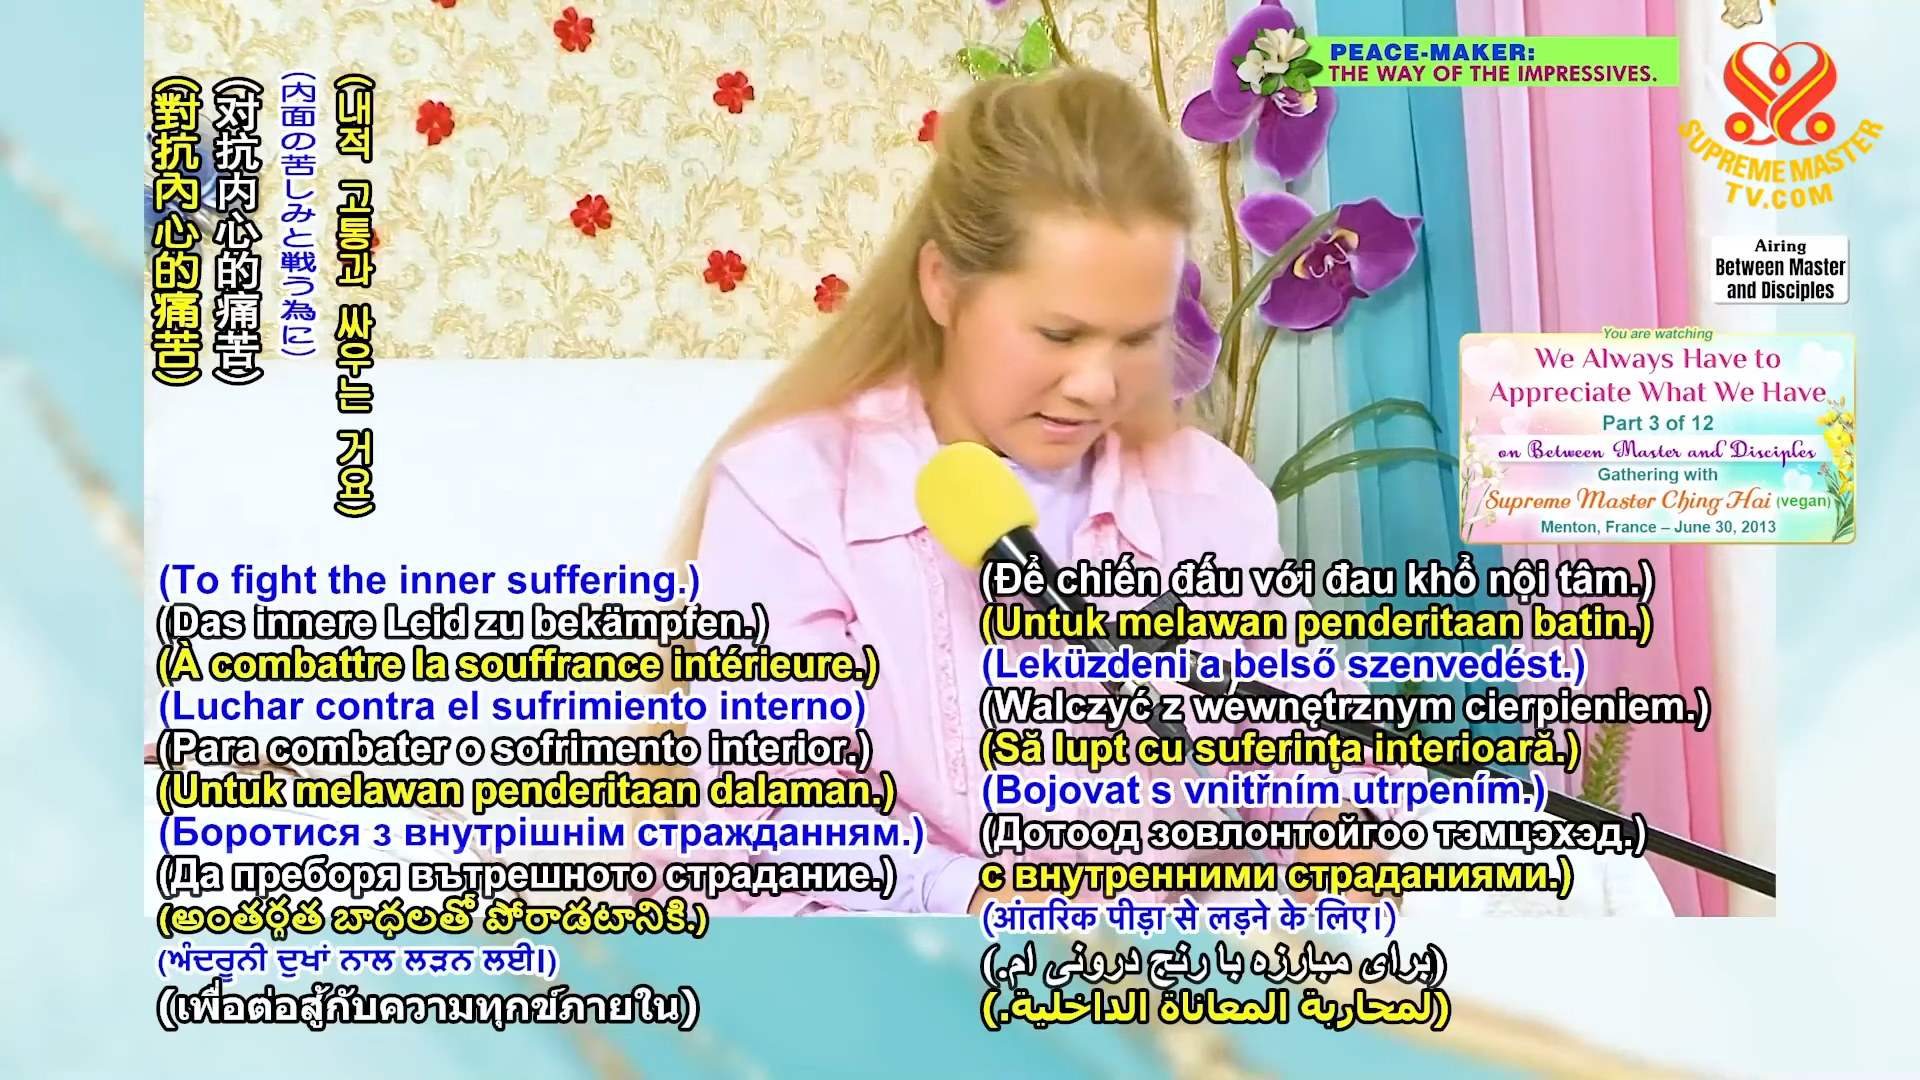 (對抗內心的痛苦)
(对抗内心的痛苦)
(内面の苦しみと戦う為に)
(내적 고통과 싸우는 거요)
PEACE-MAKER:
THE WAY OF THE IMPRESSIVES.
SUPREME MASTER
TV.COM
Airing
Between Master
and Disciples
You are watching
We Always Have to
Appreciate What We Have
Part 3 of 12
on Between Master and Disciples
Gathering with
Supreme Master Ching Hai (vegan)
Menton, France – June 30, 2013
(To fight the inner suffering.)
(Das innere Leid zu bekämpfen.)
(À combattre la souffrance intérieure.)
(Luchar contra el sufrimiento interno)
(Para combater o sofrimento interior.)
(Untuk melawan penderitaan dalaman.)
(Боротися з внутрішнім стражданням.)
(Да преборя вътрешното страдание.)
(అంతర్గత బాధలతో పోరాడటానికి.)
(ਅੰਦਰੂਨੀ ਦੁਖਾਂ ਨਾਲ ਲੜਨ ਲਈ।)
(เพื่อต่อสู้กับความทุกข์ภายใน)
(Để chiến đấu với đau khổ nội tâm.)
(Untuk melawan penderitaan batin.)
(Leküzdeni a belső szenvedést.)
(Walczyć z wewnętrznym cierpieniem.)
(Să lupt cu suferința interioară.)
(Bojovat s vnitřním utrpením.)
(Дотоод зовлонтойгоо тэмцэхэд.)
с внутренними страданиями.)
(आंतरिक पीड़ा से लड़ने के लिए।)
(برای مبارزه با رنج درونی ام.)
(لمحاربة المعاناة الداخلية.)